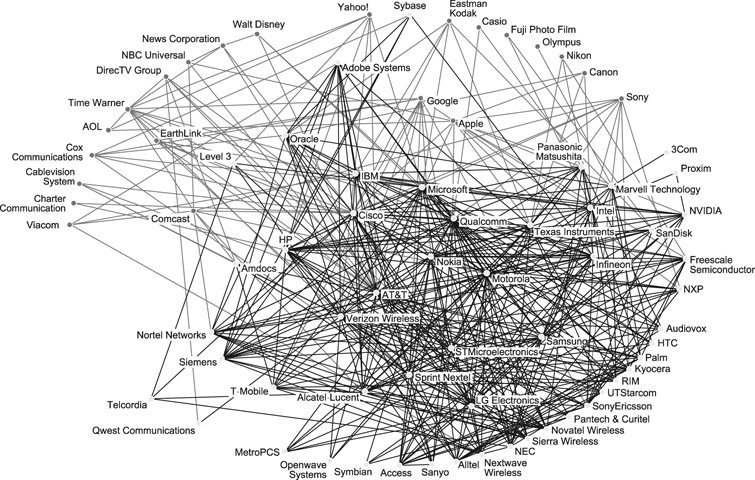 Yahoo!
Sybase
Eastman
Kodak
Casio
Fuji Photo Film
Olympus
Nikon
Canon
Sony
Walt Disney
News Corporation
NBC Universal
DirecTV Group
Time Warner
AOL
EarthLink
Cox
Communications
Cablevision
System
Charter
Communication
Viacom
Comcast
Level 3
Adobe Systems
Google
Apple
Oracle
Panasonic
Matsushita
3Com
Proxim
Marvell Technology
IBM
Microsoft
Cisco
Qualcomm
Intel
NVIDIA
Texas Instruments
SanDisk
HP
Amdocs
Nokia
Motorola
Infineon
Freescale
Semiconductor
NXP
AT&T
Verizon Wireless
Nortel Networks
Siemens
STMicroelectronics
Samsung
Audiovox
HTC
Palm
Kyocera
RIM
UTStarcom
SonyEricsson
Pantech & Curitel
Novatel Wireless
Sierra Wireless
NEC
Nextwave
Wireless
Sprint Nextel
LG Electronics
T-Mobile
Alcatel Lucent
Telcordia
Qwest Communications
MetroPCS
Openwave
Systems
Symbian
Access
Sanyo
Alltel